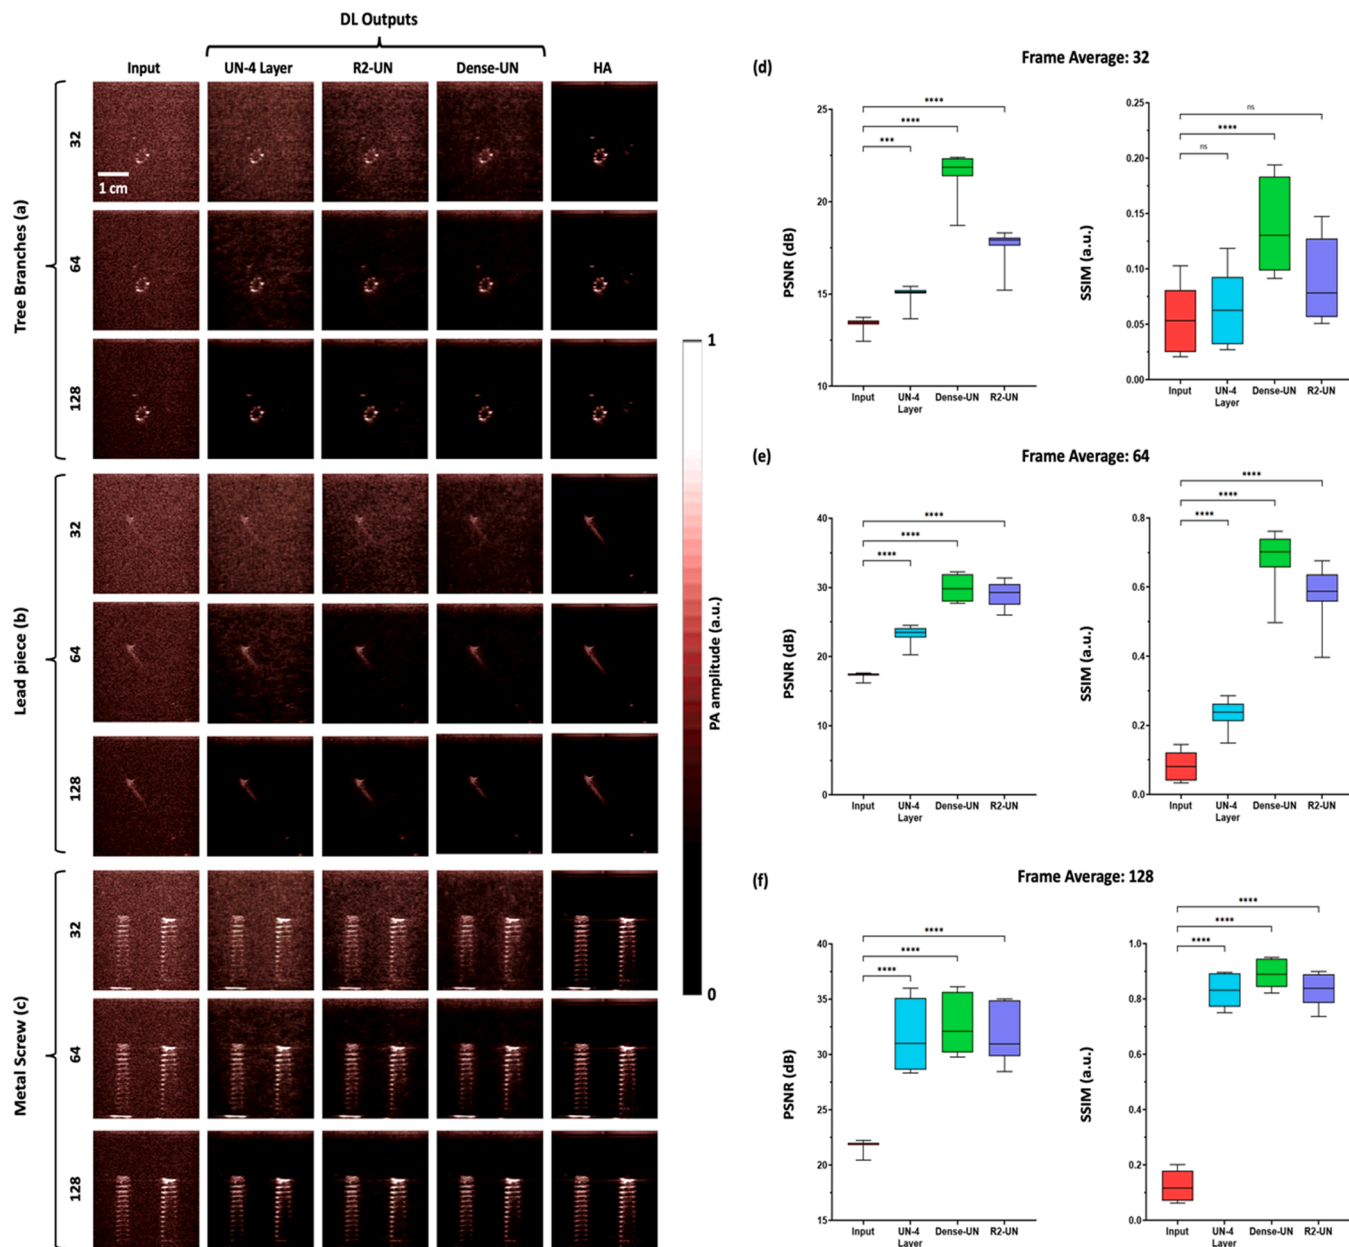 DL Outputs
Input
UN-4 Layer
R2-UN
Dense-UN
HA
Tree Branches (a)
32
1 cm
64
128
Lead piece (b)
32
64
128
Metal Screw (c)
32
64
128
1
PA amplitude (a.u.)
0
(d)
Frame Average: 32
PSNR (dB)
25
20
15
10
****
****
***
Input
UN-4
Layer
Dense-UN
R2-UN
SSIM (a.u.)
0.25
0.20
0.15
0.10
0.05
0.00
ns
****
ns
Input
UN-4
Layer
Dense-UN
R2-UN
(e)
Frame Average: 64
PSNR (dB)
40
30
20
10
0
****
****
****
Input
UN-4
Layer
Dense-UN
R2-UN
SSIM (a.u.)
0.8
0.6
0.4
0.2
0.0
****
****
****
Input
UN-4
Layer
Dense-UN
R2-UN
(f)
Frame Average: 128
PSNR (dB)
40
35
30
25
20
15
****
****
****
Input
UN-4
Layer
Dense-UN
R2-UN
SSIM (a.u.)
1.0
0.8
0.6
0.4
0.2
0.0
****
****
****
Input
UN-4
Layer
Dense-UN
R2-UN